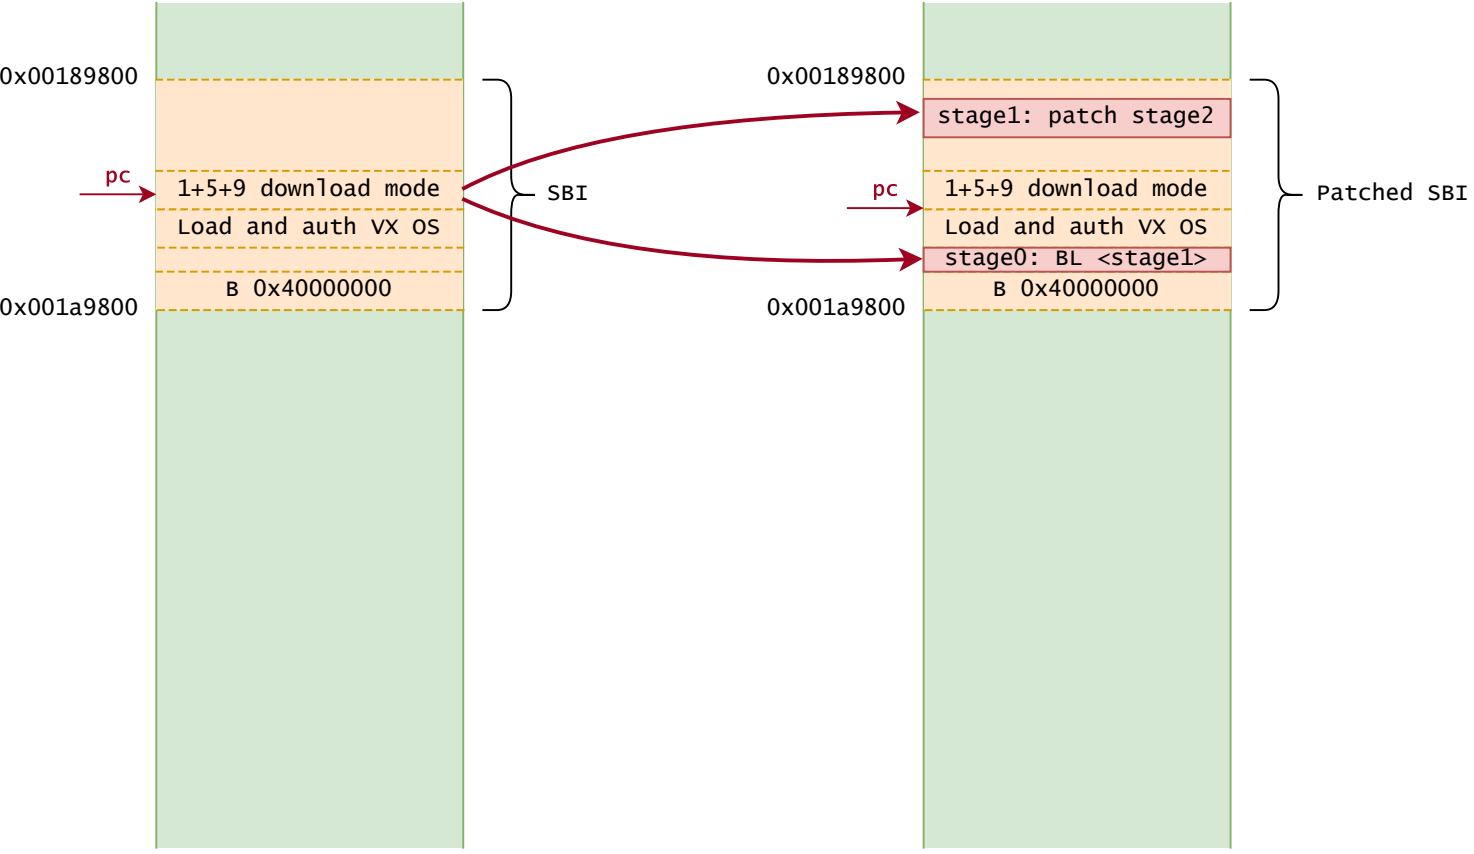 0x00189800
pc
1+5+9 download mode
Load and auth VX OS
B 0x40000000
0x001a9800
SBI
0x00189800
stage1: patch stage2
pc
1+5+9 download mode
Load and auth VX OS
stage0: BL <stage1>
B 0x40000000
0x001a9800
Patched SBI